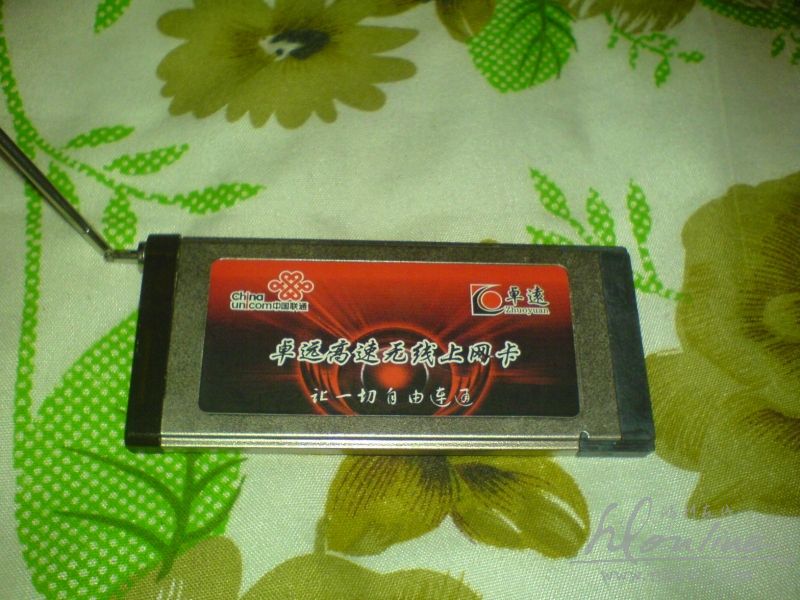 China
unicom中国联通
卓远
Zhuoyuan
卓远高速无线上网卡
让一切自由连通
hlonline